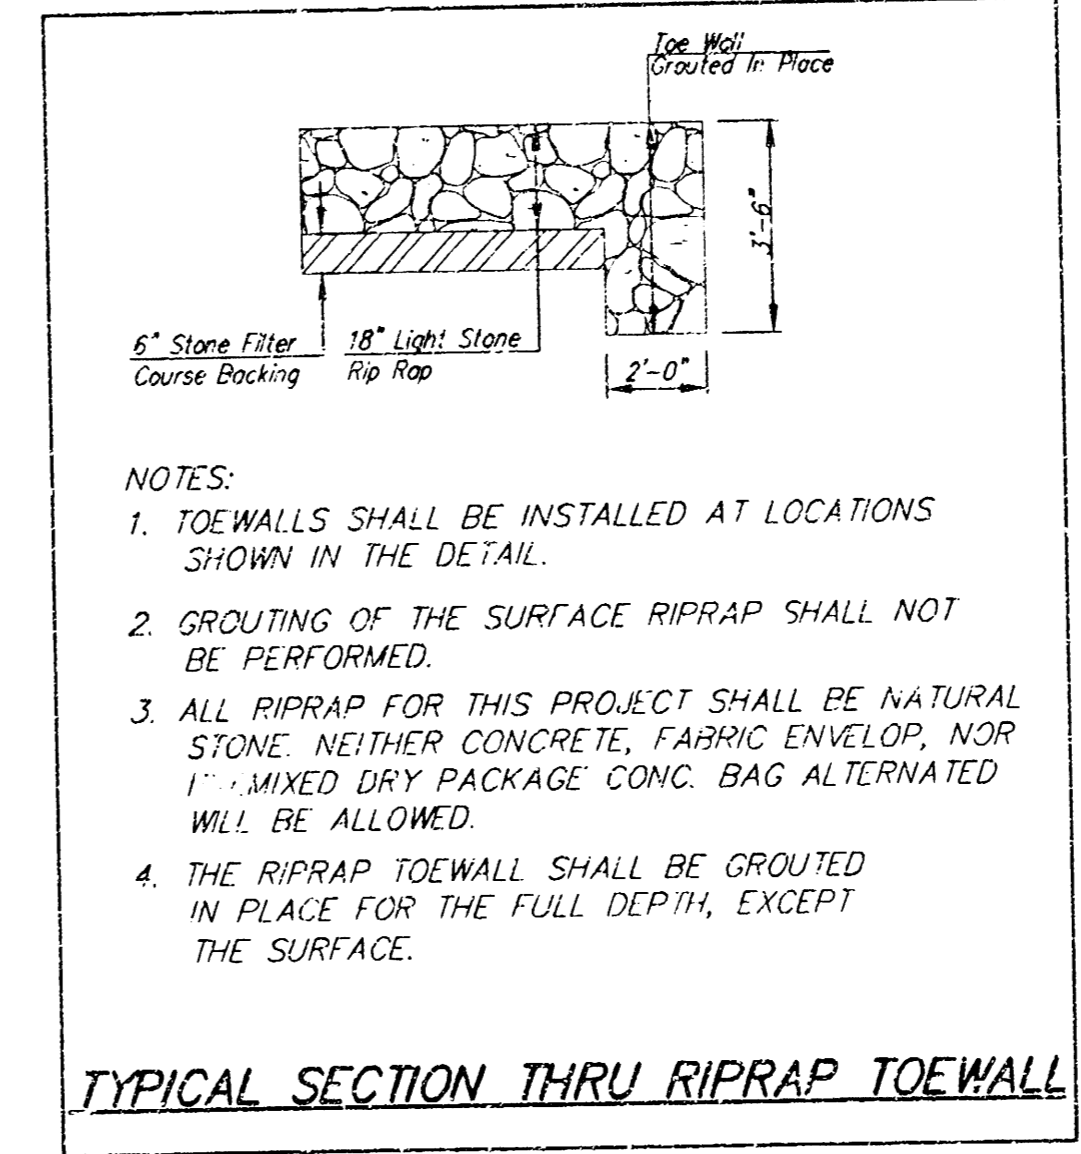 Toe Wall
Grouted In Place
3'-6"
6" Stone Filter
Course Backing
18" Light Stone
Rip Rap
2'-0"
NOTES:
1. TOEWALLS SHALL BE INSTALLED AT LOCATIONS
SHOWN IN THE DETAIL.
2. GROUTING OF THE SURFACE RIPRAP SHALL NOT
BE PERFORMED.
3. ALL RIPRAP FOR THIS PROJECT SHALL BE NATURAL
STONE. NEITHER CONCRETE, FABRIC ENVELOP, NOR
DRY PACKAGE CONC. BAG ALTERNATED
WILL BE ALLOWED.
4. THE RIPRAP TOEWALL SHALL BE GROUTED
IN PLACE FOR THE FULL DEPTH, EXCEPT
THE SURFACE.
TYPICAL SECTION THRU RIPRAP TOEWALL